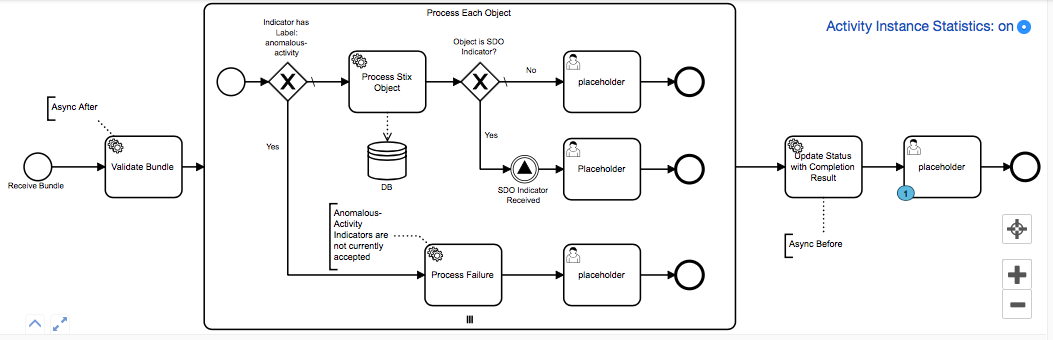 Process Each Object
Activity Instance Statistics: on
Indicator has
Label:
anomalous-
activity
Object is SDO
Indicator?
No
Process Stix
Object
placeholder
Async After
Yes
Yes
Validate Bundle
Receive Bundle
DB
SDO Indicator
Received
Placeholder
Update Status
with Completion
Result
placeholder
1
Anomalous-
Activity
Indicators are
not currently
accepted
Async Before
Process Failure
placeholder